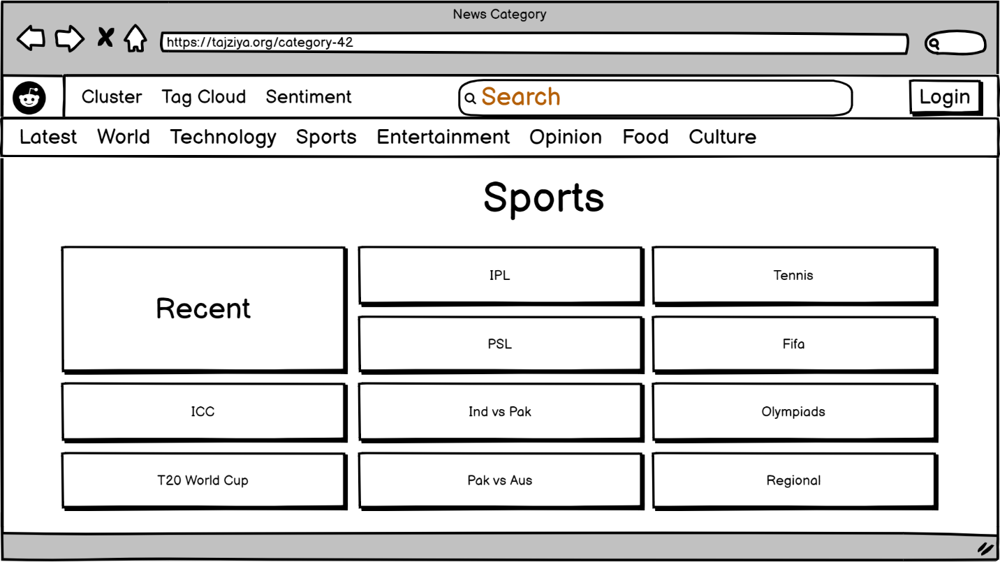 News Category
https://tajziya.org/category-42
Cluster Tag Cloud Sentiment Search Login
Latest World Technology Sports Entertainment Opinion Food Culture
Sports
Recent
IPL
Tennis
PSL
Fifa
ICC
Ind vs Pak
Olympiads
T20 World Cup
Pak vs Aus
Regional